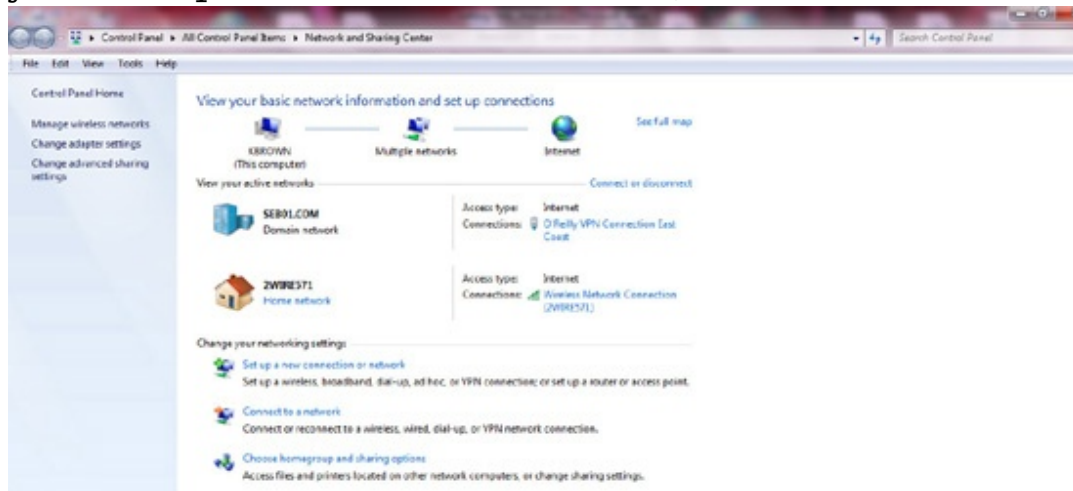 Control Panel ▸ All Control Panel Items ▸ Network and Sharing Center
Search Control Panel
File Edit View Tools Help
Control Panel Home
Manage wireless networks
Change adapter settings
Change advanced sharing
settings
View your basic network information and set up connections
See full map
KBROWN
(This computer)
Multiple networks
Internet
View your active networks
Connect or disconnect
SEB01.COM
Domain network
Access type: Internet
Connections: O Reilly VPN Connection East
Coast
2WIRE571
Home network
Access type: Internet
Connections: Wireless Network Connection
(2WIRE571)
Change your networking settings
Set up a new connection or network
Set up a wireless, broadband, dial-up, ad hoc, or VPN connection; or set up a router or access point.
Connect to a network
Connect or reconnect to a wireless, wired, dial-up, or VPN network connection.
Choose homegroup and sharing options
Access files and printers located on other network computers, or change sharing settings.